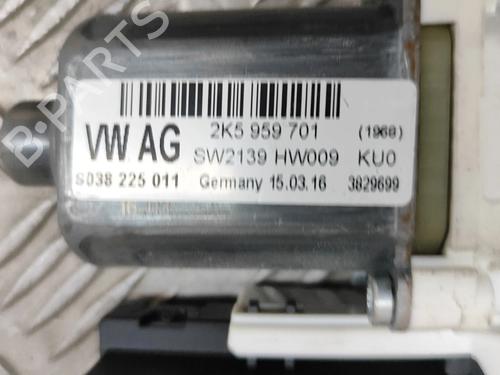 B-PARTS
VW AG 2K5 959 701 (1968)
SW2139 HW009 KU0
S038 225 011 Germany 15.03.16 3829699